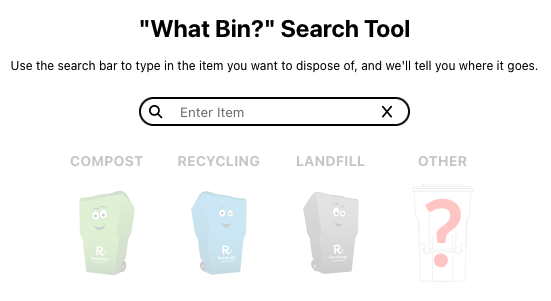 "What Bin?" Search Tool
Use the search bar to type in the item you want to dispose of, and we'll tell you where it goes.
Enter Item
COMPOST RECYCLING LANDFILL OTHER
R R R
?